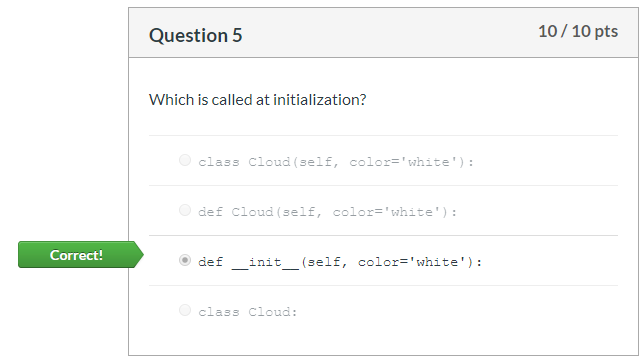 Question 5
10 / 10 pts
Which is called at initialization?
class Cloud(self, color='white'):
def Cloud(self, color='white'):
Correct!
def __init__(self, color='white'):
class Cloud: